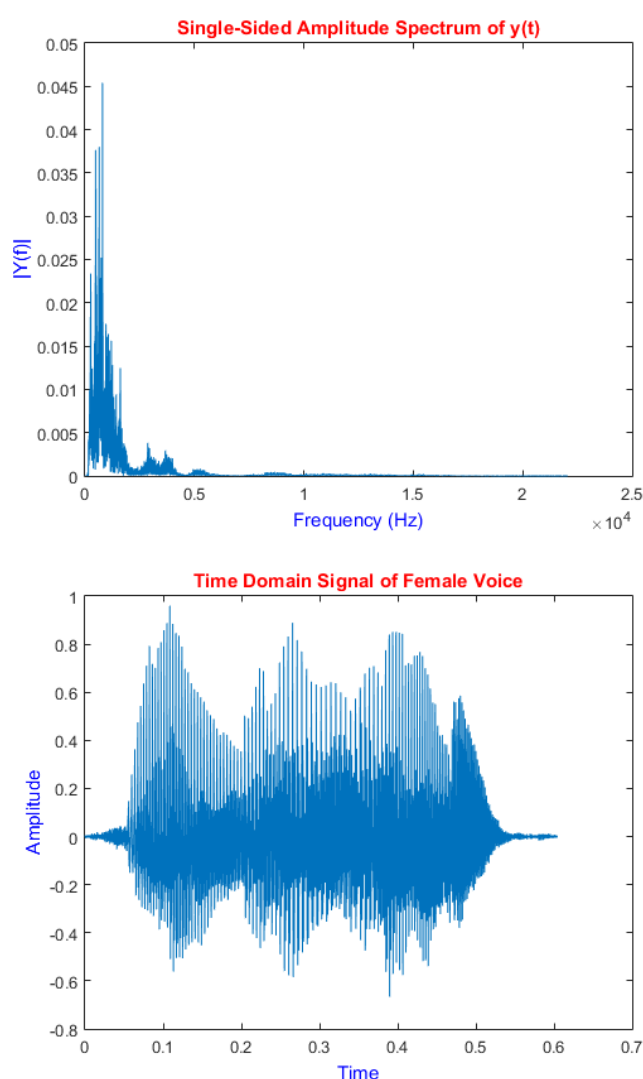 Single-Sided Amplitude Spectrum of y(t)
0.05
0.045
0.04
0.035
0.03
0.025
0.02
0.015
0.01
0.005
0
|Y(f)|
0 0.5 1 1.5 2 2.5
Frequency (Hz)
×10^4
Time Domain Signal of Female Voice
1
0.8
0.6
0.4
0.2
0
-0.2
-0.4
-0.6
-0.8
Amplitude
0 0.1 0.2 0.3 0.4 0.5 0.6 0.7
Time